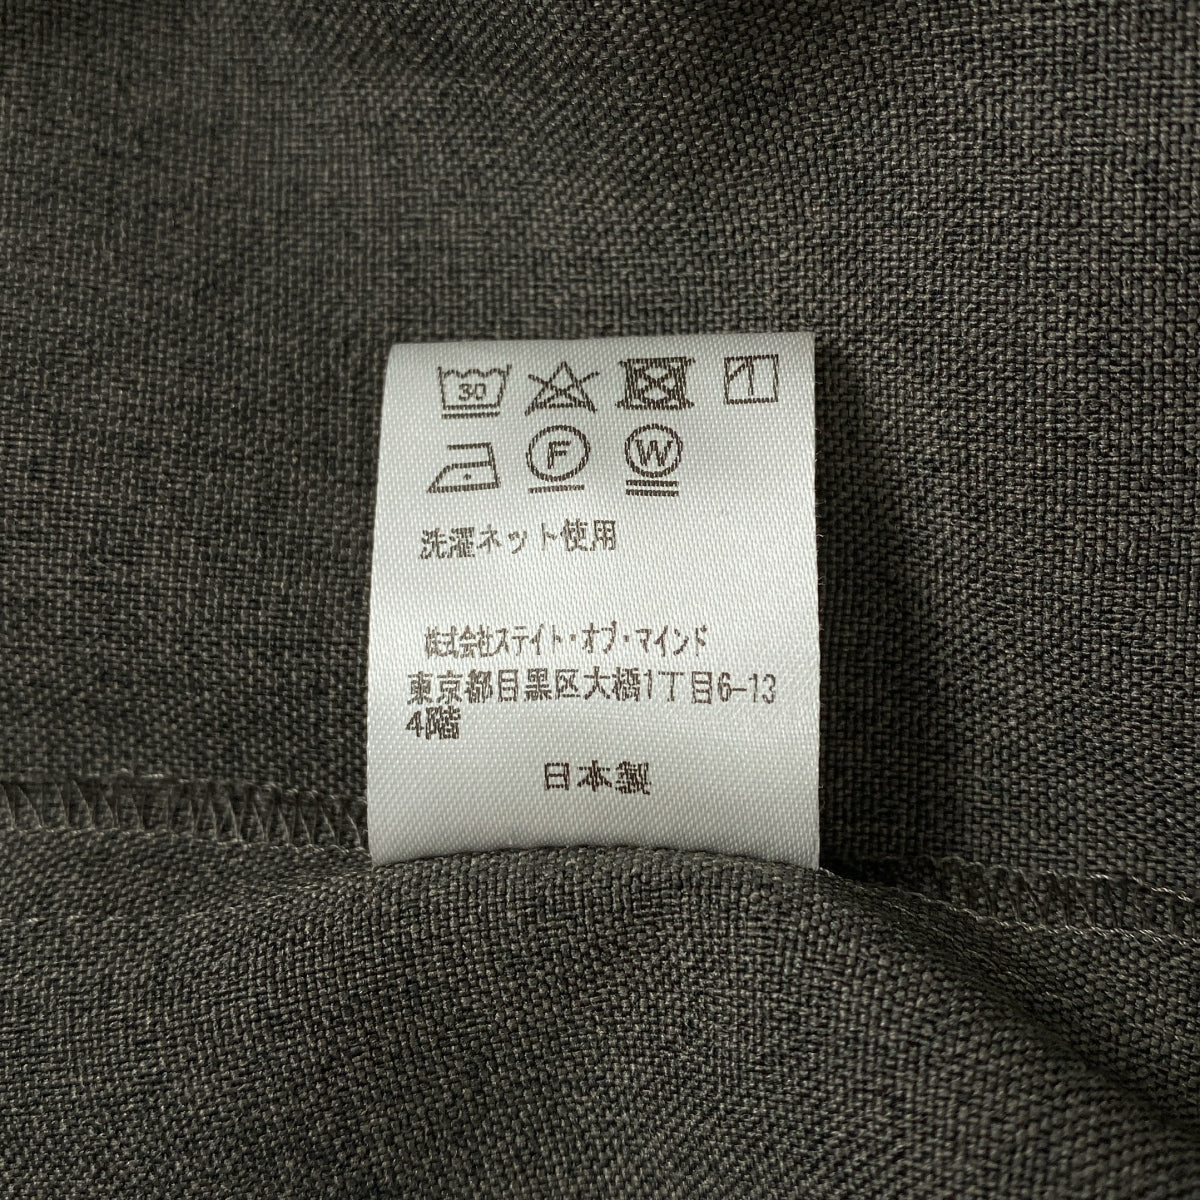 30
F W
洗濯ネット使用
株式会社ステイト・オブ・マインド
東京都目黒区大橋1丁目6-13
4階
日本製